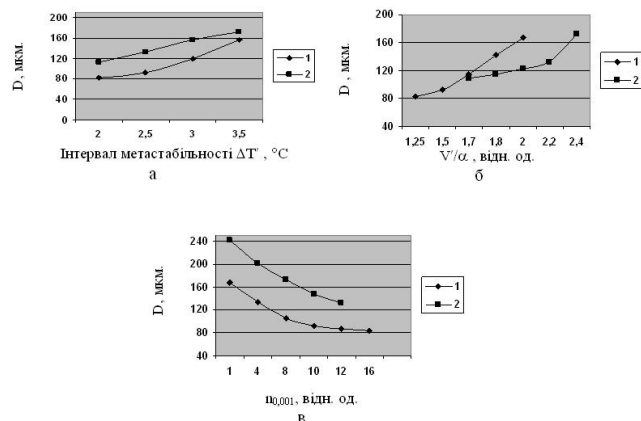 D, мкм.
200
160
120
80
40
0
2 2,5 3 3,5
Інтервал метастабільності ΔT', °C
1
2
а
D, мкм.
200
160
120
80
40
1,25 1,5 1,7 1,8 2 2,2 2,4
V'/α, відн. од.
1
2
б
D, мкм.
240
200
160
120
80
40
1 4 8 10 12 16
n0,001, відн. од.
1
2
в